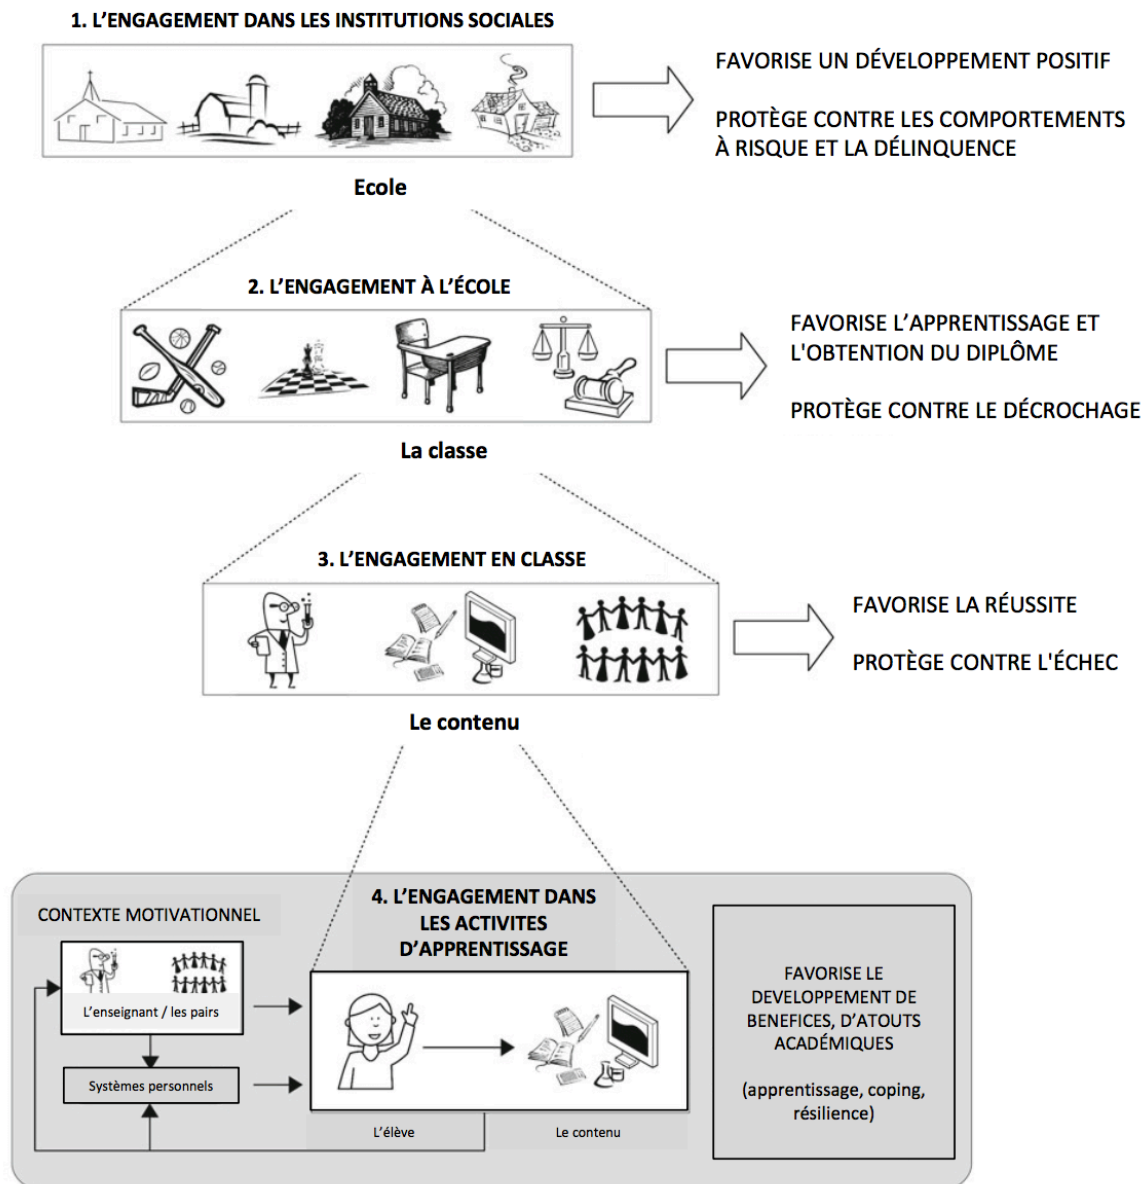 1. L’ENGAGEMENT DANS LES INSTITUTIONS SOCIALES
FAVORISE UN DÉVELOPPEMENT POSITIF
PROTÈGE CONTRE LES COMPORTEMENTS
À RISQUE ET LA DÉLINQUENCE
Ecole
2. L’ENGAGEMENT À L’ÉCOLE
FAVORISE L’APPRENTISSAGE ET
L'OBTENTION DU DIPLÔME
PROTÈGE CONTRE LE DÉCROCHAGE
La classe
3. L’ENGAGEMENT EN CLASSE
FAVORISE LA RÉUSSITE
PROTÈGE CONTRE L'ÉCHEC
Le contenu
CONTEXTE MOTIVATIONNEL
L’enseignant / les pairs
Systèmes personnels
4. L’ENGAGEMENT DANS
LES ACTIVITES
D’APPRENTISSAGE
L’élève
Le contenu
FAVORISE LE
DEVELOPPEMENT DE
BENEFICES, D’ATOUTS
ACADÉMIQUES
(apprentissage, coping,
résilience)